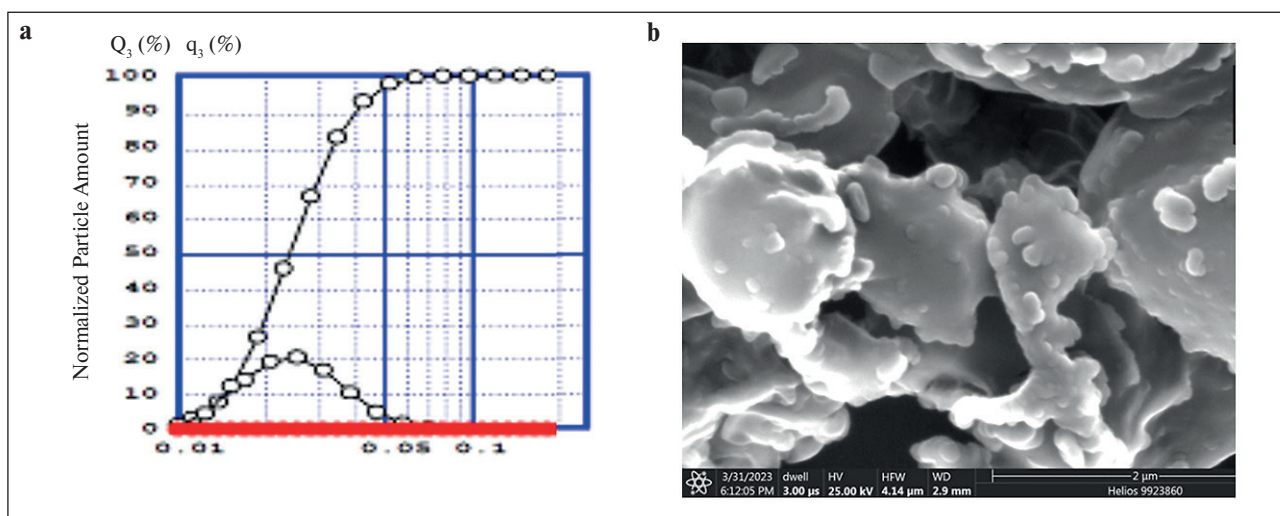 a
Q₃ (%) q₃ (%)
Normalized Particle Amount
100
90
80
70
60
50
40
30
20
10
0
0.01 0.05 0.1
b
3/31/2023 dwell HV HFW WD 2 µm
6:12:05 PM 3.00 µs 25.00 kV 4.14 µm 2.9 mm Helios 9923860